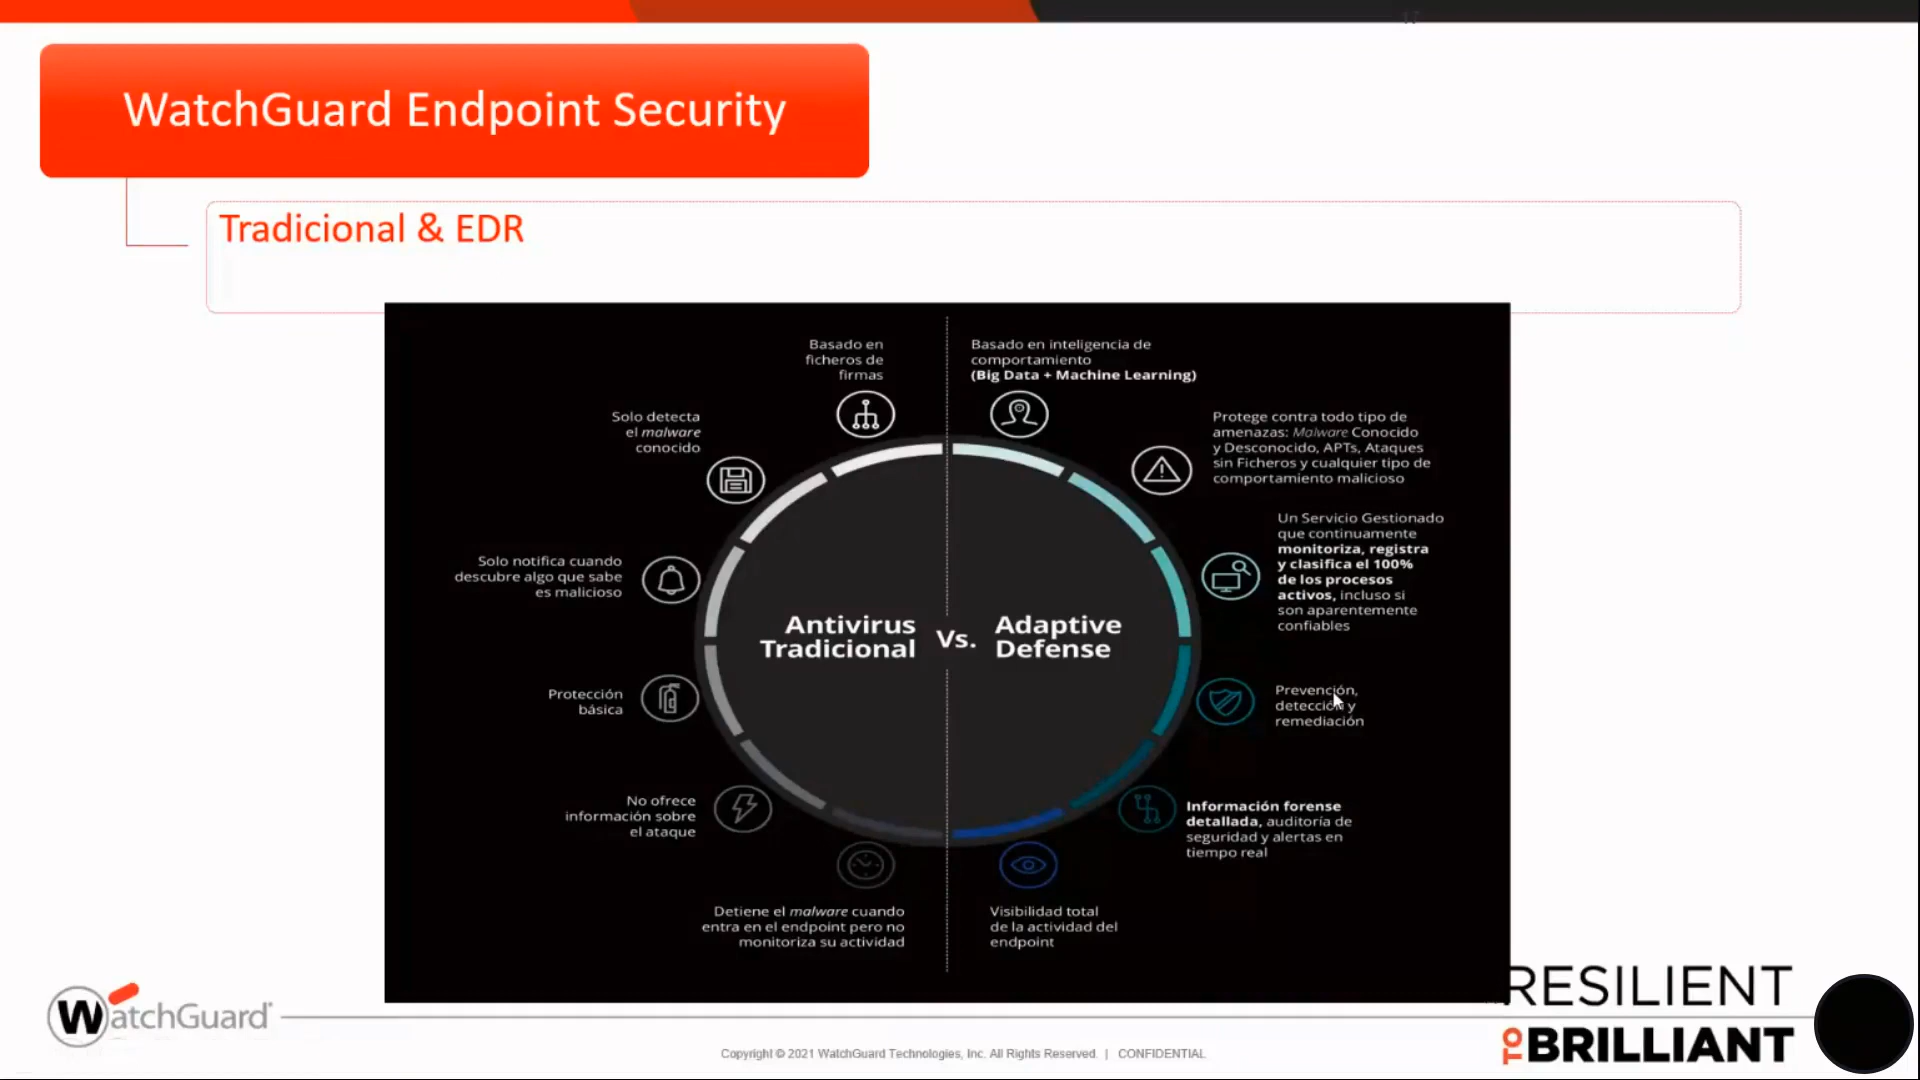 WatchGuard Endpoint Security
Tradicional & EDR
Basado en
ficheros de
firmas
Solo detecta
el malware
conocido
Solo notifica cuando
descubre algo que sabe
es malicioso
Protección
básica
No ofrece
información sobre
el ataque
Detiene el malware cuando
entra en el endpoint pero no
monitoriza su actividad
Antivirus
Tradicional
Vs.
Adaptive
Defense
Basado en inteligencia de
comportamiento
(Big Data + Machine Learning)
Protege contra todo tipo de
amenazas: Malware Conocido
y Desconocido, APTs, Ataques
sin Ficheros y cualquier tipo de
comportamiento malicioso
Un Servicio Gestionado
que continuamente
monitoriza, registra
y clasifica el 100%
de los procesos
activos, incluso si
son aparentemente
confiables
Prevención,
detección y
remediación
Información forense
detallada, auditoría de
seguridad y alertas en
tiempo real
Visibilidad total
de la actividad del
endpoint
WatchGuard
Copyright © 2021 WatchGuard Technologies, Inc. All Rights Reserved. | CONFIDENTIAL
RESILIENT
TO BRILLIANT